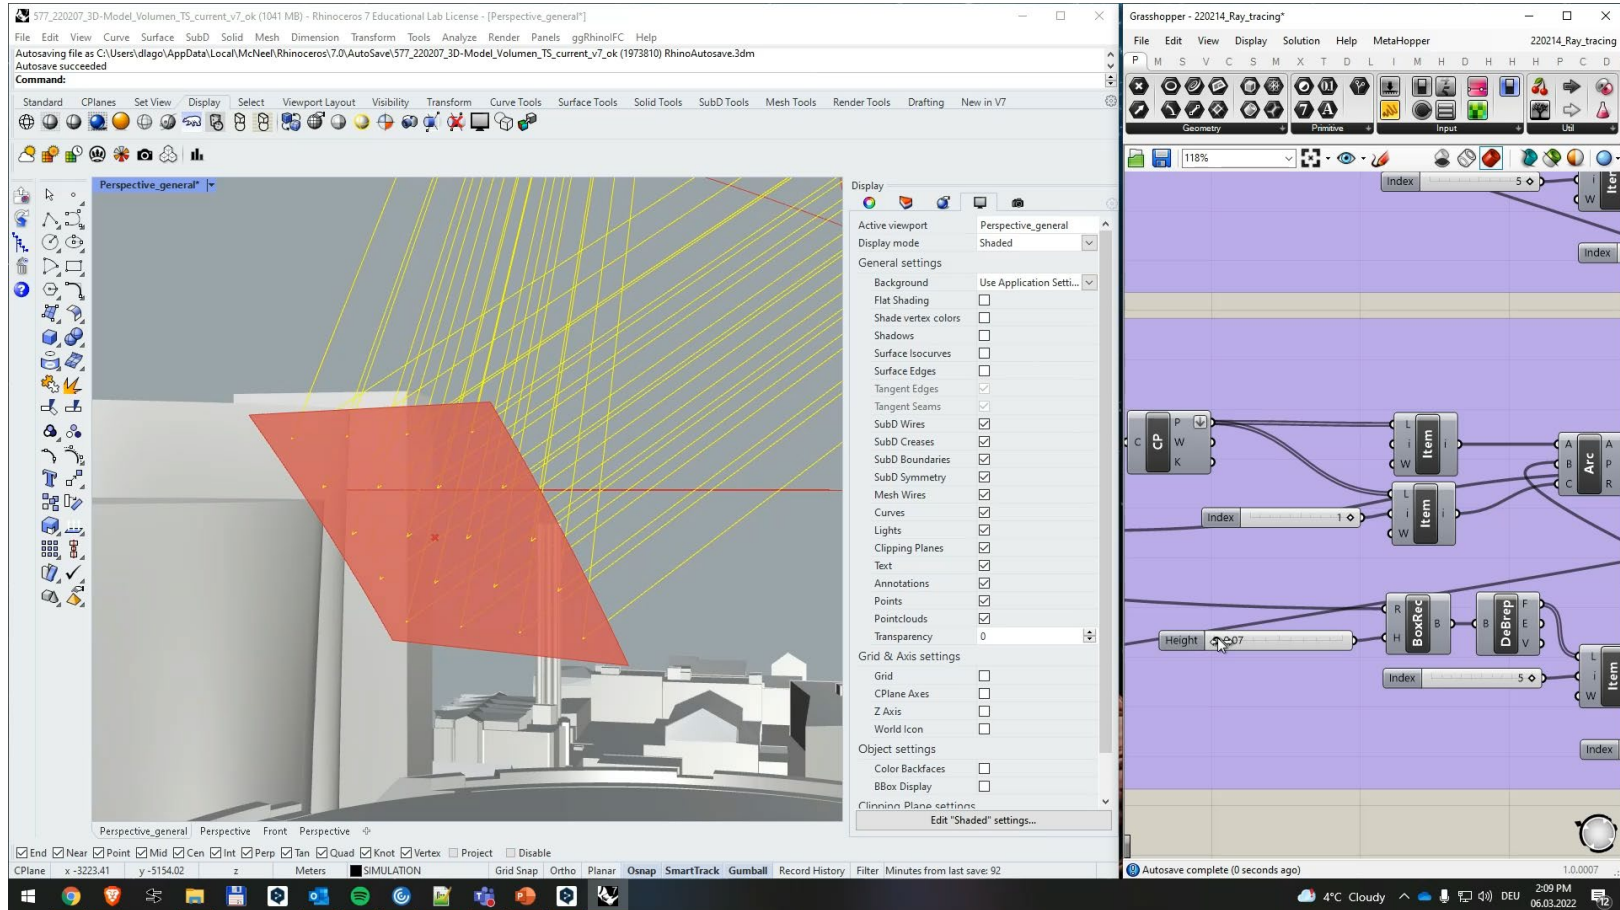 577_220207_3D-Model_Volumen_TS_current_v7_ok (1041 MB) - Rhinoceros 7 Educational Lab License - [Perspective_general*]
File Edit View Curve Surface SubD Solid Mesh Dimension Transform Tools Analyze Render Panels ggRhinoIFC Help
Autosaving file as C:\Users\dlago\AppData\Local\McNeel\Rhinoceros\7.0\AutoSave\577_220207_3D-Model_Volumen_TS_current_v7_ok (1973810) RhinoAutosave.3dm
Autosave succeeded
Command:
Standard CPlanes Set View Display Select Viewport Layout Visibility Transform Curve Tools Surface Tools Solid Tools SubD Tools Mesh Tools Render Tools Drafting New in V7
Perspective_general*
Display
Active viewport Perspective_general
Display mode Shaded
General settings
Background Use Application Setti...
Flat Shading
Shade vertex colors
Shadows
Surface Isocurves
Surface Edges
Tangent Edges
Tangent Seams
SubD Wires
SubD Creases
SubD Boundaries
SubD Symmetry
Mesh Wires
Curves
Lights
Clipping Planes
Text
Annotations
Points
Pointclouds
Transparency 0
Grid & Axis settings
Grid
CPlane Axes
Z Axis
World Icon
Object settings
Color Backfaces
BBox Display
Clipping Plane settings
Edit "Shaded" settings...
Perspective_general Perspective Front Perspective
End Near Point Mid Cen Int Perp Tan Quad Knot Vertex Project Disable
CPlane x -3223.41 y -5154.02 z Meters SIMULATION Grid Snap Ortho Planar Osnap SmartTrack Gumball Record History Filter Minutes from last save: 92
Grasshopper - 220214_Ray_tracing*
File Edit View Display Solution Help MetaHopper 220214_Ray_tracing
P M S V C S M X T D L I M H D H H H P C D
Geometry Primitive Input Util
118%
Index 5
i
W
Index
C CP P W K
L i W Item i
A B C Arc A P R
Index 1
L i W Item i
R H BoxRec B
B DeBrep F E V
Height
Index 5
L i W Item
Index
Autosave complete (0 seconds ago) 1.0.0007
4°C Cloudy DEU 2:09 PM
06.03.2022
12